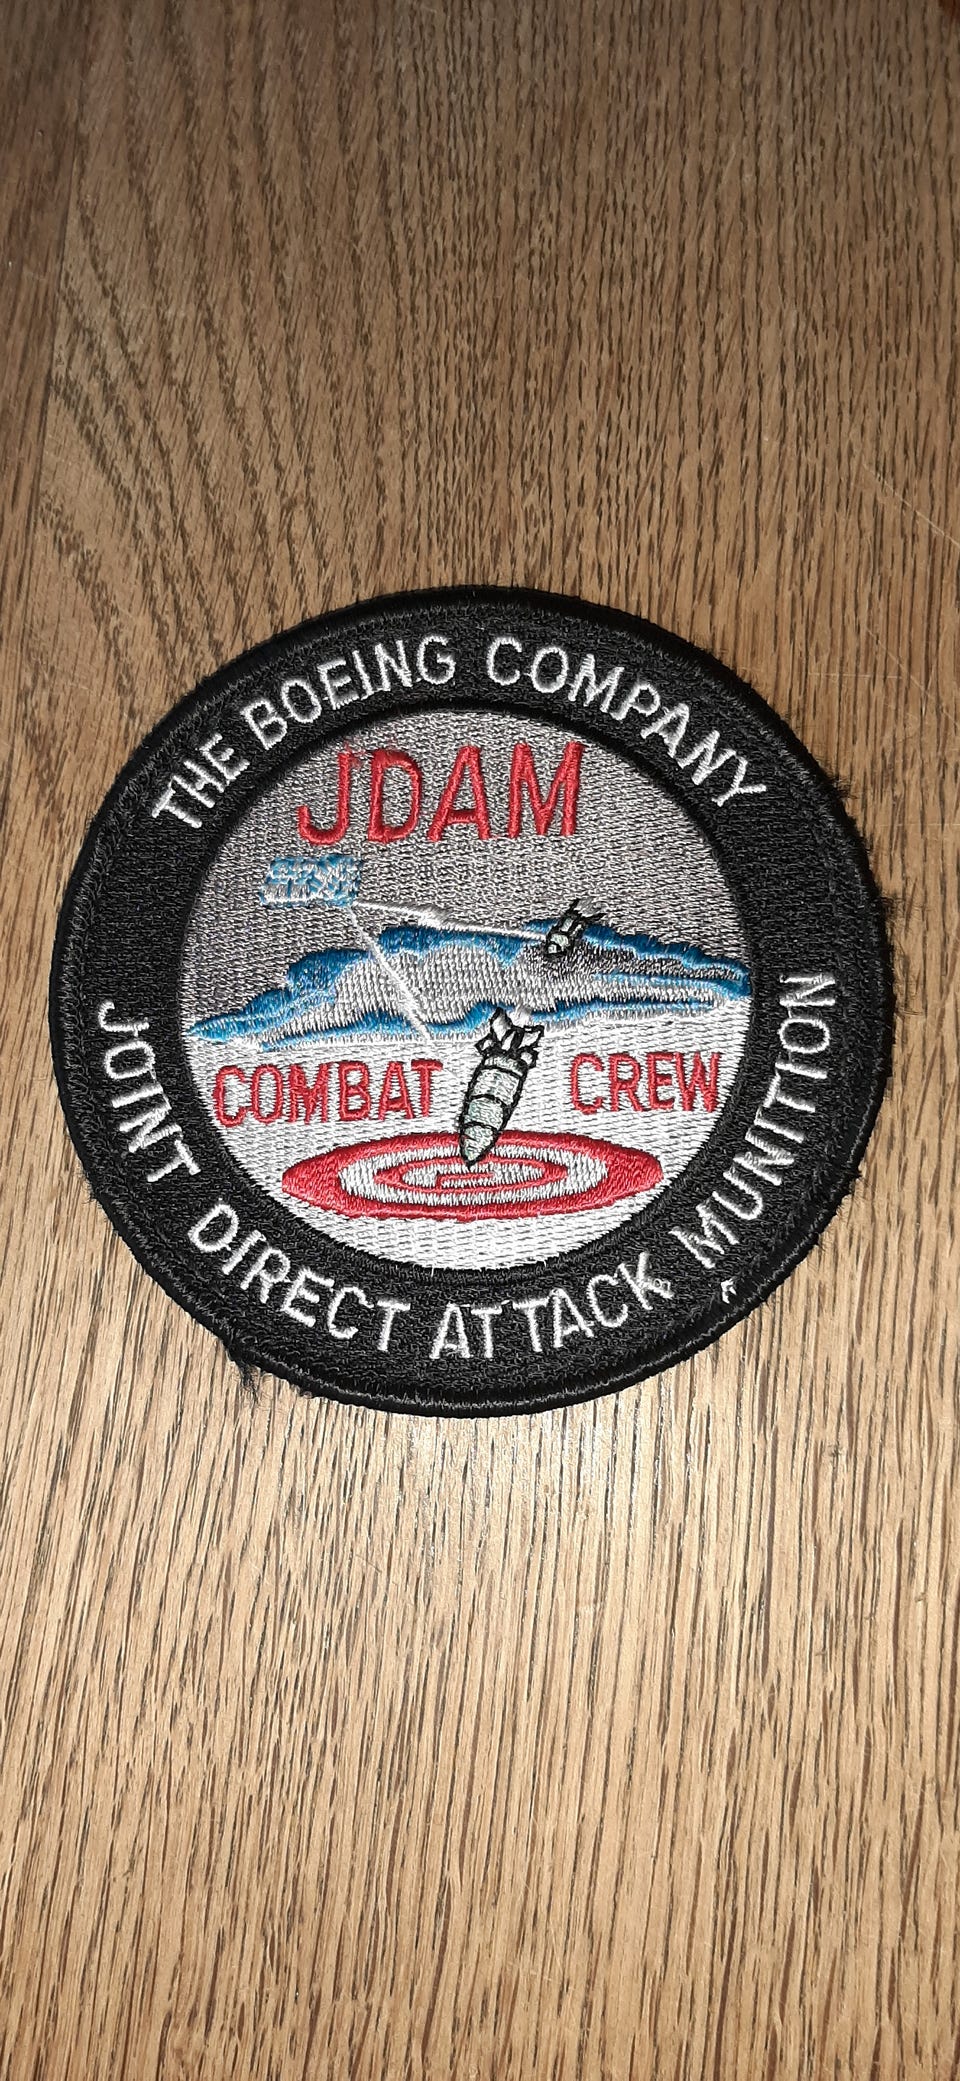 THE BOEING COMPANY
JDAM
COMBAT CREW
JOINT DIRECT ATTACK MUNITION